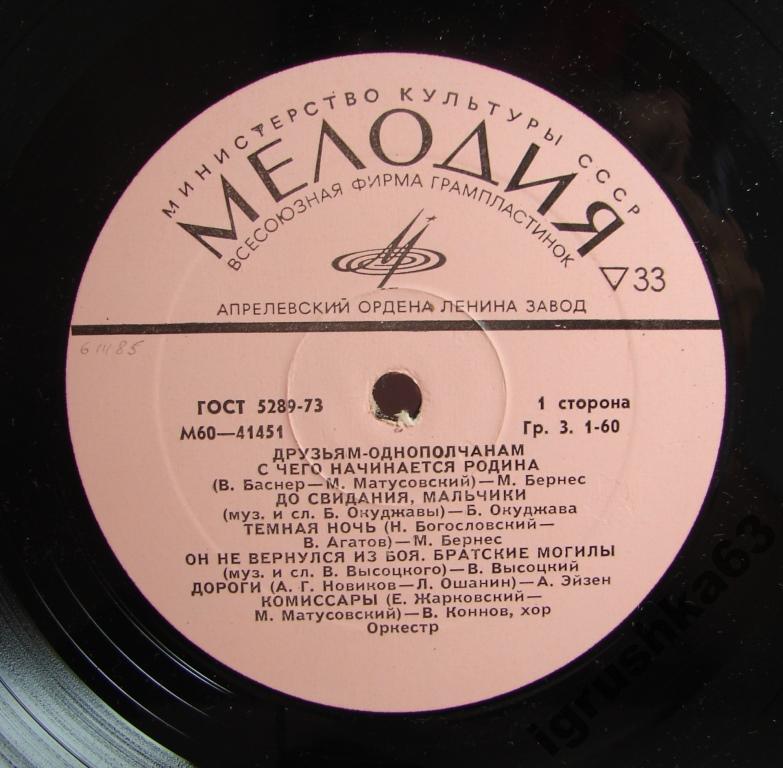 МИНИСТЕРСТВО КУЛЬТУРЫ СССР
МЕЛОДИЯ
ВСЕСОЮЗНАЯ ФИРМА ГРАМПЛАСТИНОК
▽33
АПРЕЛЕВСКИЙ ОРДЕНА ЛЕНИНА ЗАВОД
ГОСТ 5289-73
1 сторона
М60—41451
Гр. 3. 1-60
ДРУЗЬЯМ-ОДНОПОЛЧАНАМ
С ЧЕГО НАЧИНАЕТСЯ РОДИНА
(В. Баснер—М. Матусовский)—М. Бернес
ДО СВИДАНИЯ, МАЛЬЧИКИ
(муз. и сл. Б. Окуджавы)—Б. Окуджава
ТЕМНАЯ НОЧЬ (Н. Богословский—
В. Агатов)—М. Бернес
ОН НЕ ВЕРНУЛСЯ ИЗ БОЯ. БРАТСКИЕ МОГИЛЫ
(муз. и сл. В. Высоцкого)—В. Высоцкий
ДОРОГИ (А. Г. Новиков—Л. Ошанин)—А. Эйзен
КОМИССАРЫ (Е. Жарковский—
М. Матусовский)—В. Коннов, хор
Оркестр
igrushka63